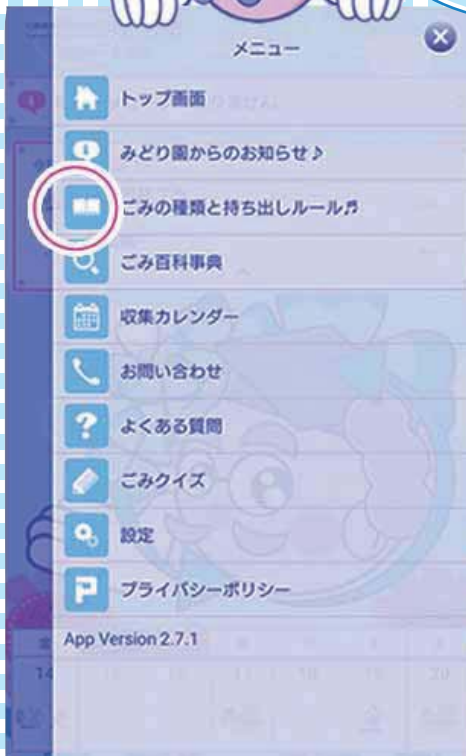 メニュー
トップ画面
みどり園からのお知らせ♪
ごみの種類と持ち出しルール♬
ごみ百科事典
収集カレンダー
お問い合わせ
よくある質問
ごみクイズ
設定
プライバシーポリシー
App Version 2.7.1
14
20